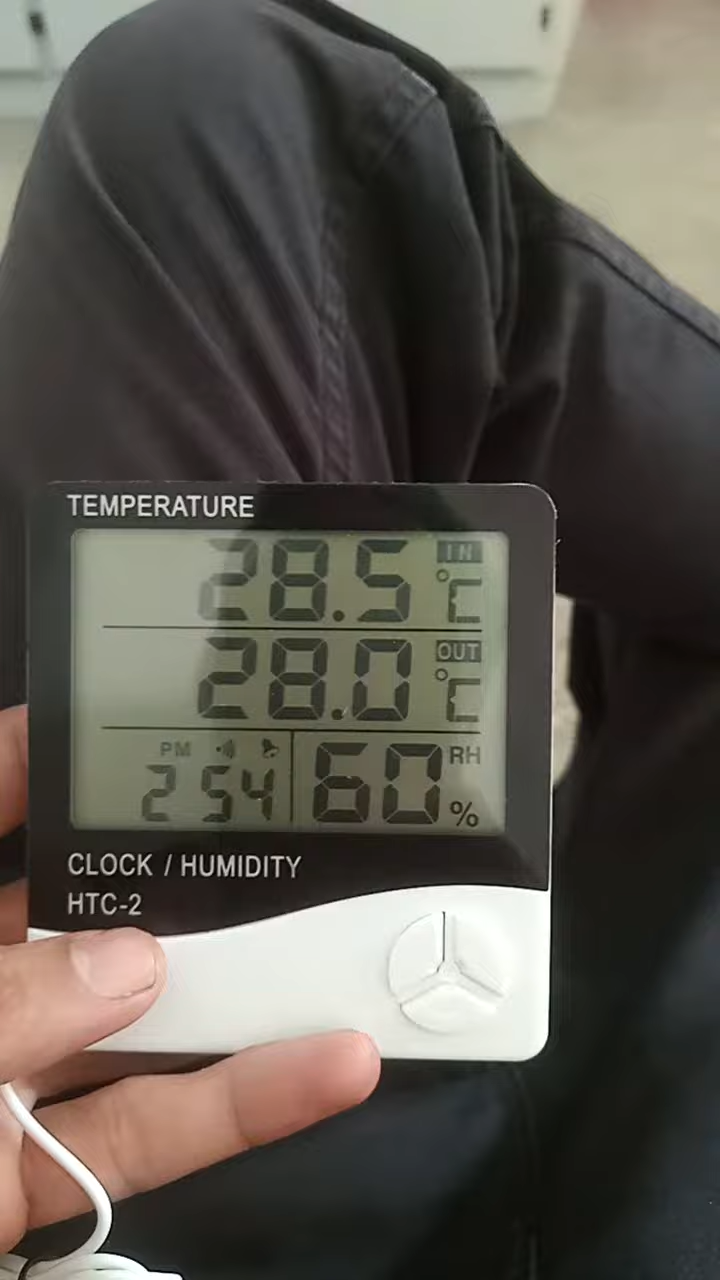 TEMPERATURE
28.5 IN °C
28.0 OUT °C
PM
2 54
60 RH %
CLOCK / HUMIDITY
HTC-2